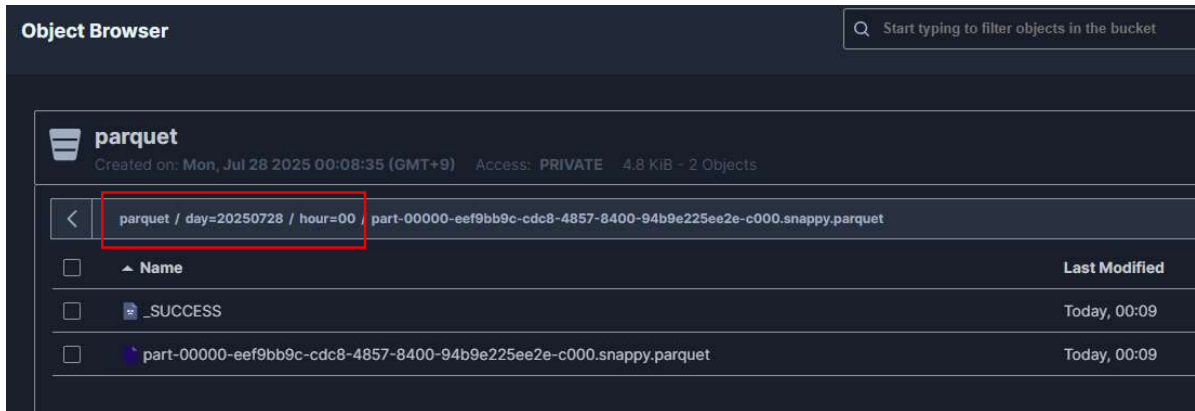 Object Browser
Start typing to filter objects in the bucket
parquet
Created on: Mon, Jul 28 2025 00:08:35 (GMT+9) Access: PRIVATE 4.8 KiB - 2 Objects
parquet / day=20250728 / hour=00 / part-00000-eef9bb9c-cdc8-4857-8400-94b9e225ee2e-c000.snappy.parquet
Name Last Modified
_SUCCESS Today, 00:09
part-00000-eef9bb9c-cdc8-4857-8400-94b9e225ee2e-c000.snappy.parquet Today, 00:09